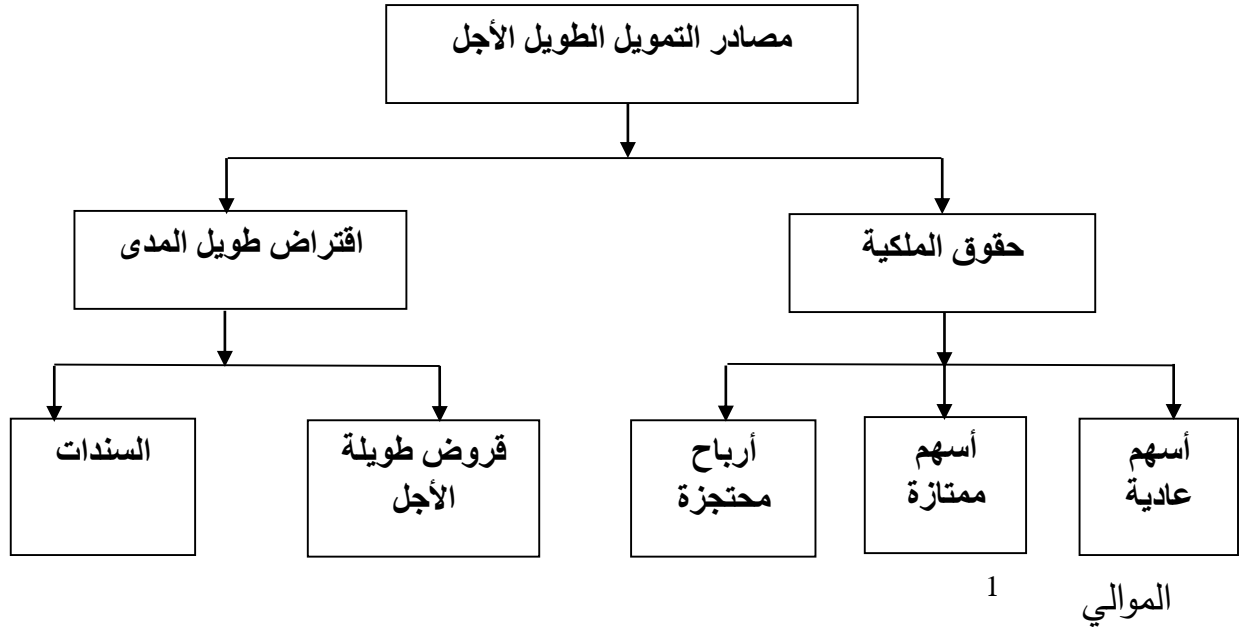 مصادر التمويل الطويل الأجل
حقوق الملكية
اقتراض طويل المدى
أسهم
عادية
أسهم
ممتازة
أرباح
محتجزة
قروض طويلة
الأجل
السندات
الموالي 1